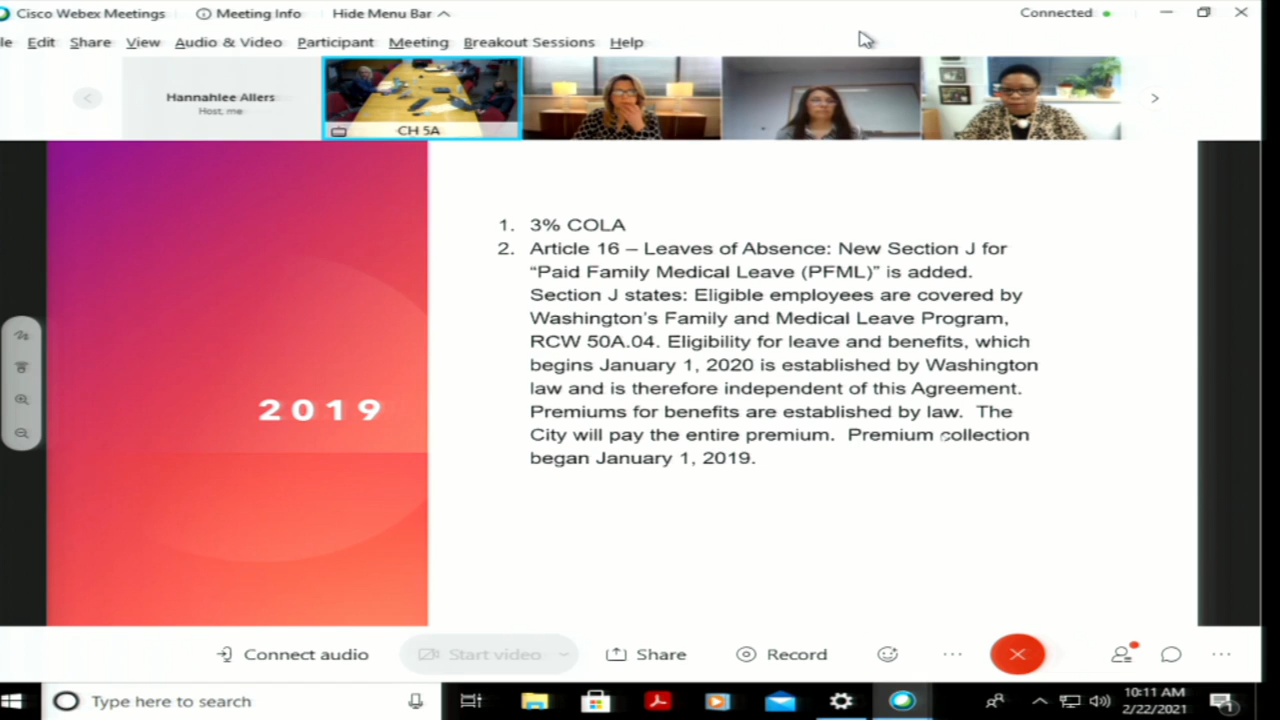 Cisco Webex Meetings Meeting Info Hide Menu Bar Connected
le Edit Share View Audio & Video Participant Meeting Breakout Sessions Help
Hannahlee Allers
Host, me
CH 5A
2019
1. 3% COLA
2. Article 16 – Leaves of Absence: New Section J for
“Paid Family Medical Leave (PFML)” is added.
Section J states: Eligible employees are covered by
Washington’s Family and Medical Leave Program,
RCW 50A.04. Eligibility for leave and benefits, which
begins January 1, 2020 is established by Washington
law and is therefore independent of this Agreement.
Premiums for benefits are established by law. The
City will pay the entire premium. Premium collection
began January 1, 2019.
Connect audio Start video Share Record
Type here to search
10:11 AM
2/22/2021
1